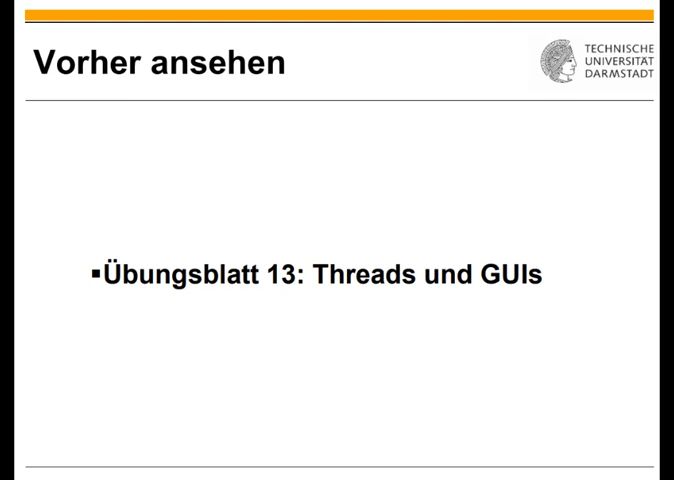 Vorher ansehen
TECHNISCHE
UNIVERSITÄT
DARMSTADT
▪Übungsblatt 13: Threads und GUIs